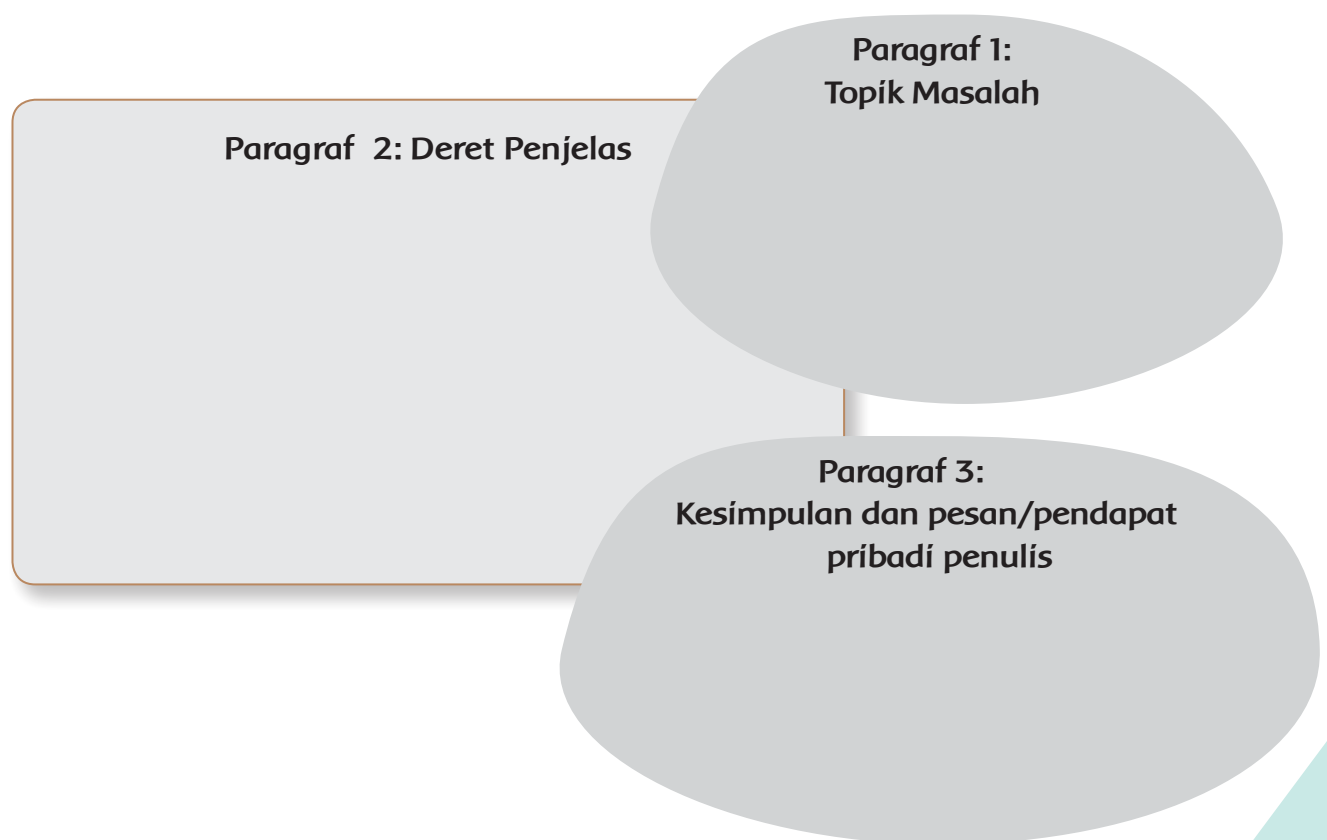 Paragraf 1:
Topik Masalah
Paragraf 2: Deret Penjelas
Paragraf 3:
Kesimpulan dan pesan/pendapat
pribadi penulis